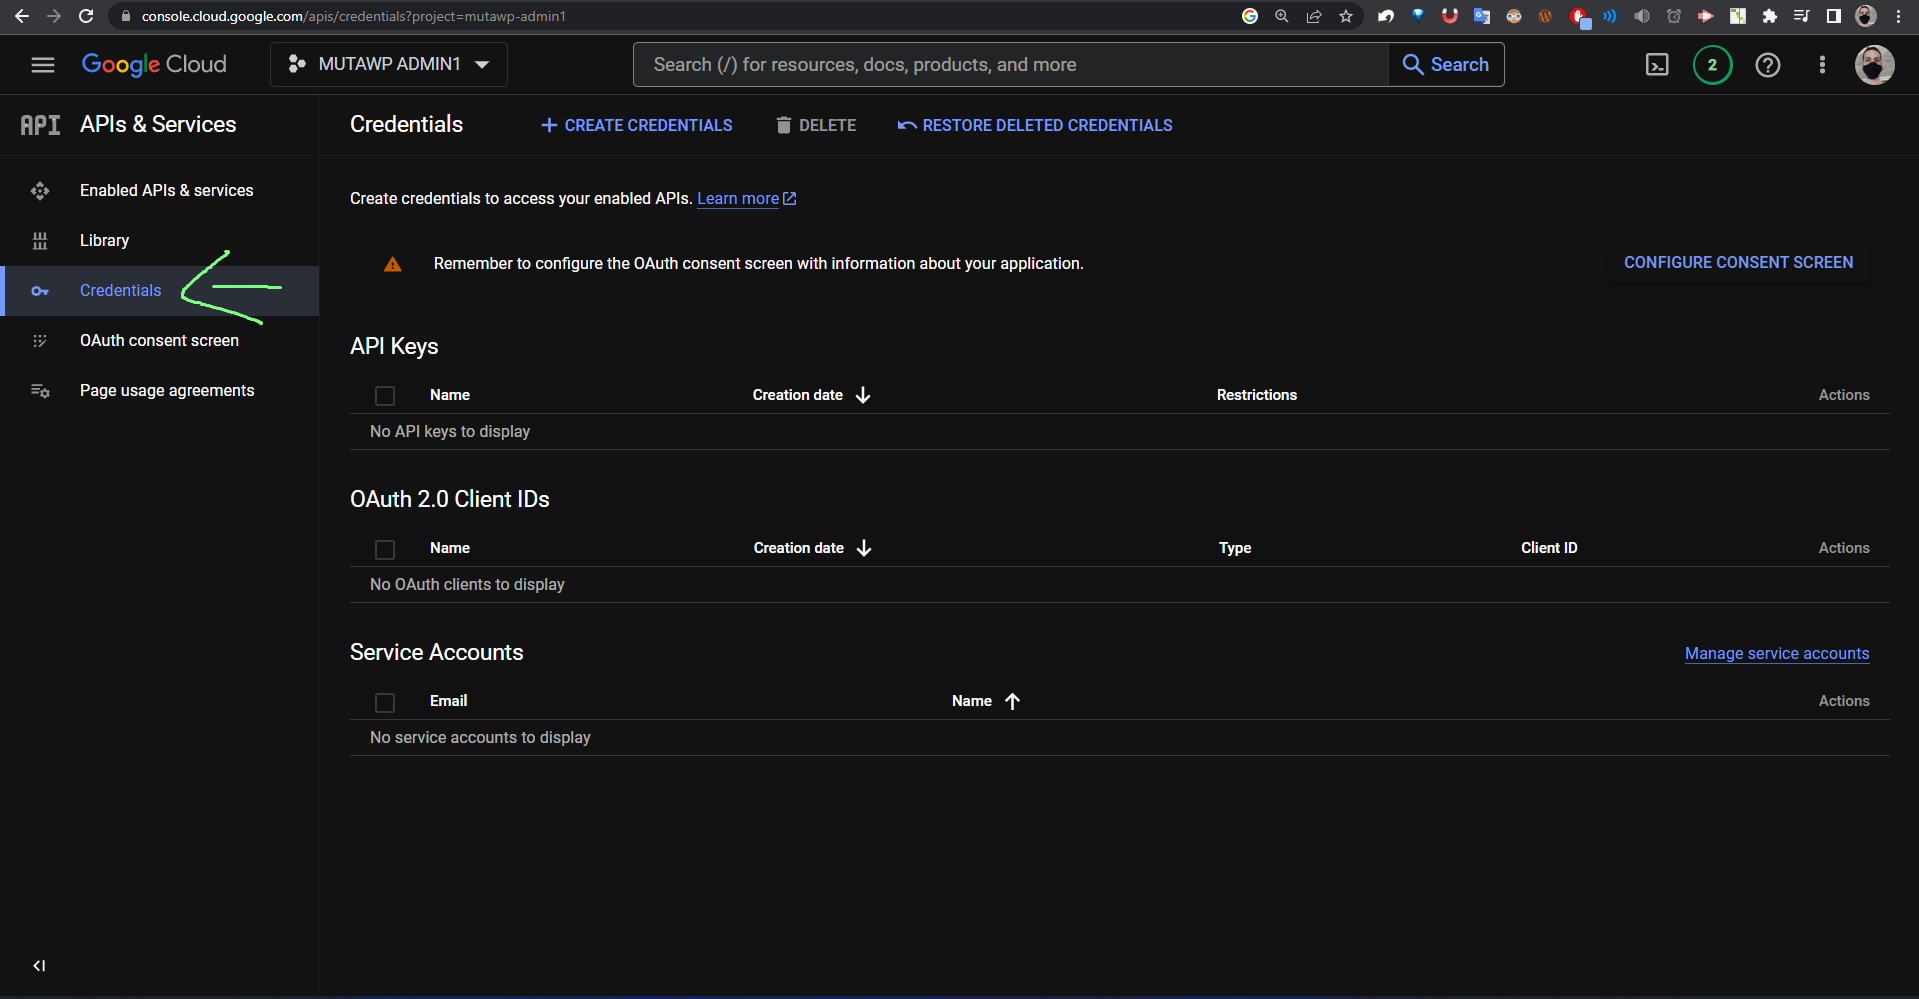 console.cloud.google.com/apis/credentials?project=mutawp-admin1
Google Cloud
MUTAWP ADMIN1
Search (/) for resources, docs, products, and more
Search
2
API
APIs & Services
Credentials
CREATE CREDENTIALS
DELETE
RESTORE DELETED CREDENTIALS
Enabled APIs & services
Library
Credentials
OAuth consent screen
Page usage agreements
Create credentials to access your enabled APIs. Learn more
Remember to configure the OAuth consent screen with information about your application.
CONFIGURE CONSENT SCREEN
API Keys
Name Creation date Restrictions Actions
No API keys to display
OAuth 2.0 Client IDs
Name Creation date Type Client ID Actions
No OAuth clients to display
Service Accounts
Manage service accounts
Email Name Actions
No service accounts to display